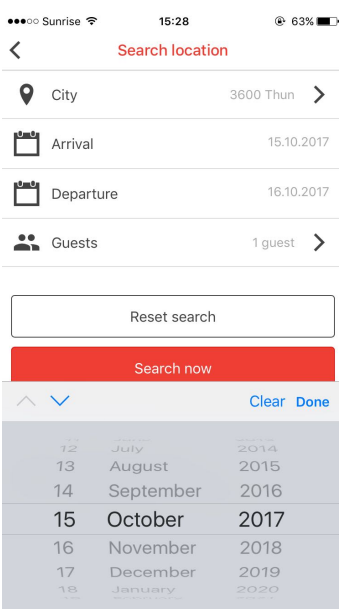 Sunrise 15:28 63%
Search location
City 3600 Thun
Arrival 15.10.2017
Departure 16.10.2017
Guests 1 guest
Reset search
Search now
Clear Done
12 July 2014
13 August 2015
14 September 2016
15 October 2017
16 November 2018
17 December 2019
18 January 2020